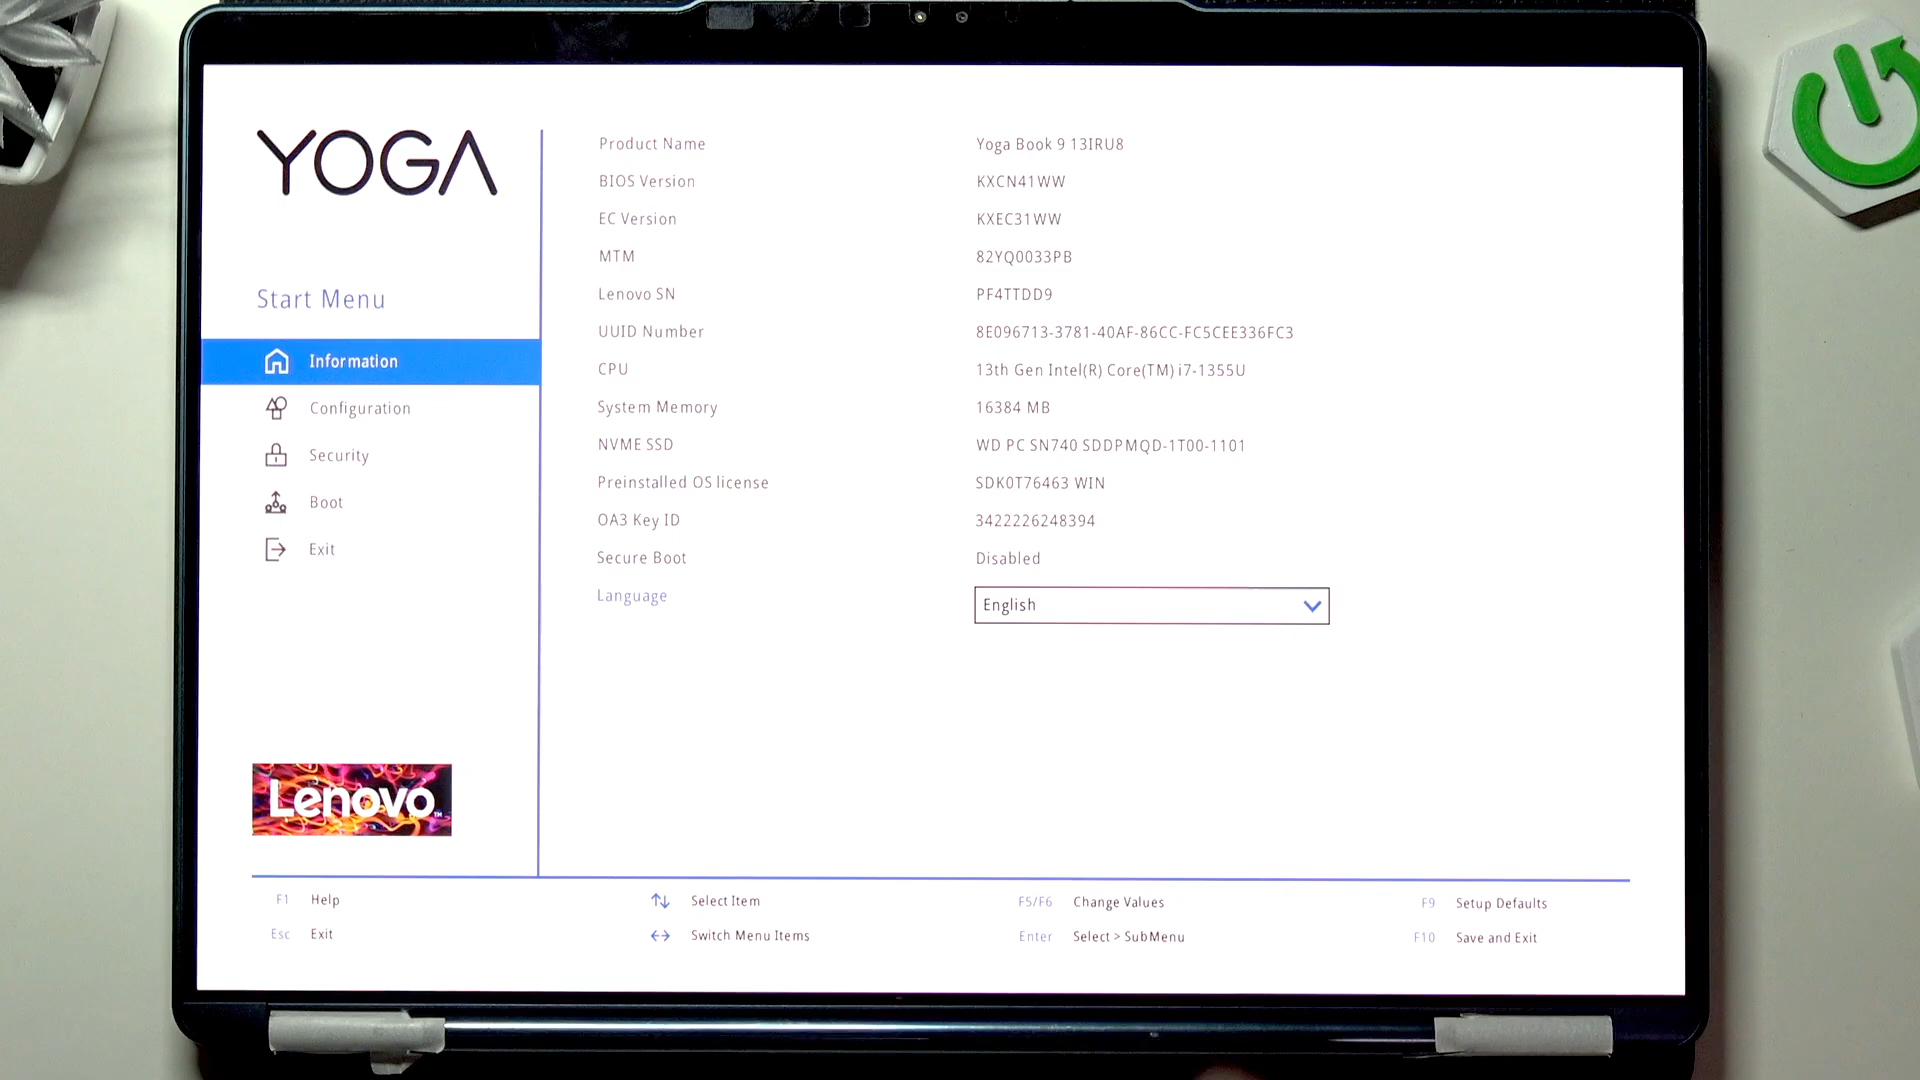 YOGA
Start Menu
Information
Configuration
Security
Boot
Exit
Lenovo™
Product Name Yoga Book 9 13IRU8
BIOS Version KXCN41WW
EC Version KXEC31WW
MTM 82YQ0033PB
Lenovo SN PF4TTDD9
UUID Number 8E096713-3781-40AF-86CC-FC5CEE336FC3
CPU 13th Gen Intel(R) Core(TM) i7-1355U
System Memory 16384 MB
NVME SSD WD PC SN740 SDDPMQD-1T00-1101
Preinstalled OS license SDK0T76463 WIN
OA3 Key ID 3422226248394
Secure Boot Disabled
Language English
F1 Help Select Item F5/F6 Change Values F9 Setup Defaults
Esc Exit Switch Menu Items Enter Select > SubMenu F10 Save and Exit